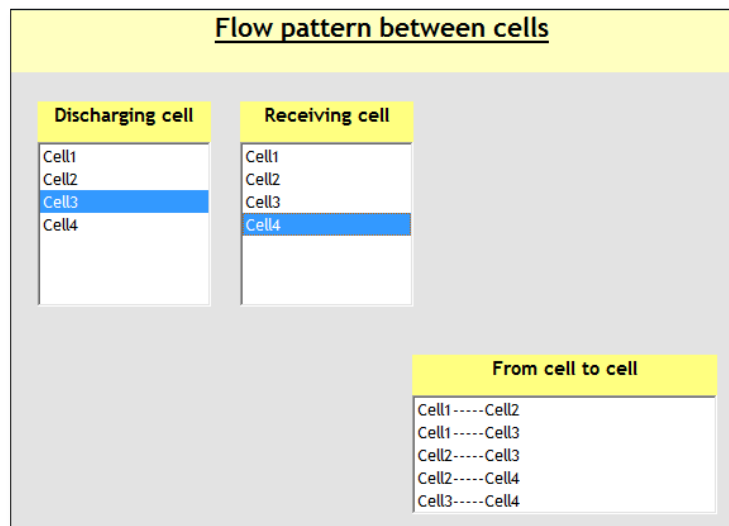 Flow pattern between cells
Discharging cell
Cell1
Cell2
Cell3
Cell4
Receiving cell
Cell1
Cell2
Cell3
Cell4
From cell to cell
Cell1-----Cell2
Cell1-----Cell3
Cell2-----Cell3
Cell2-----Cell4
Cell3-----Cell4